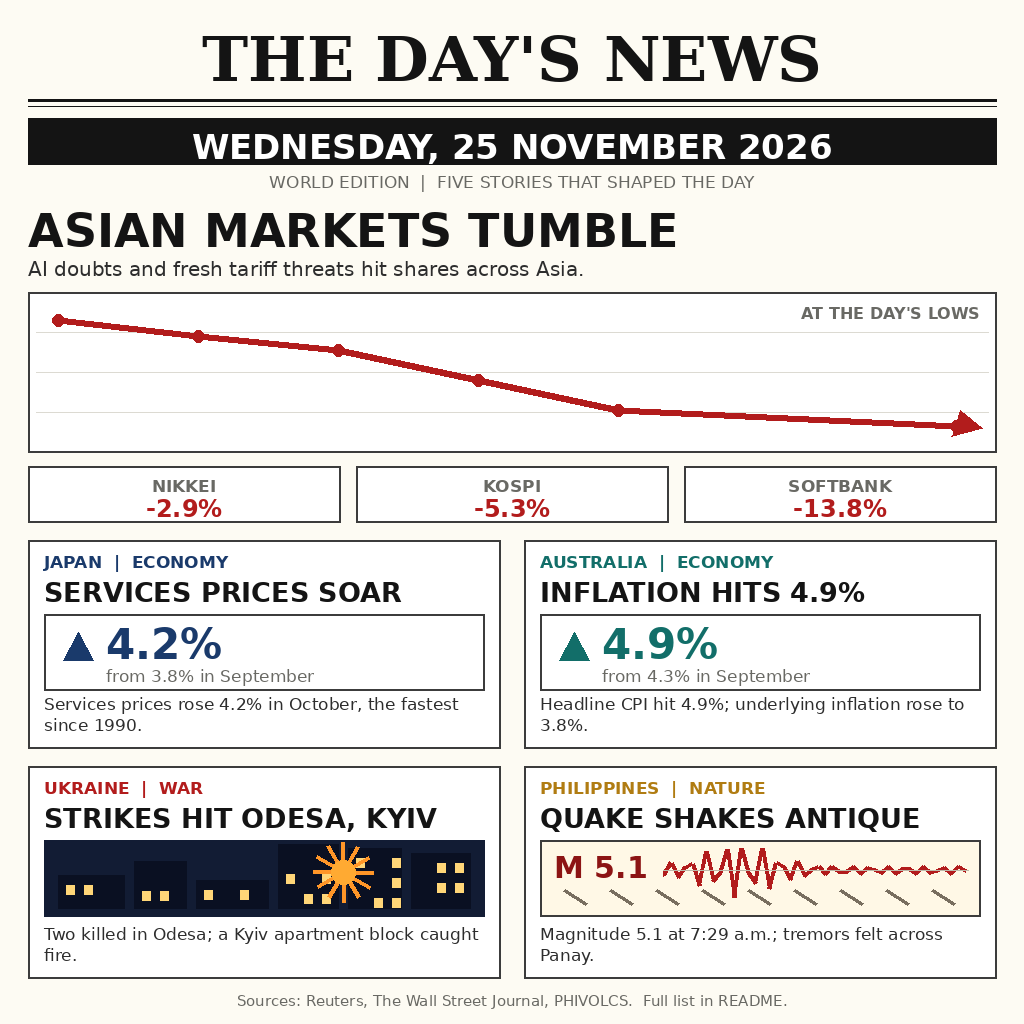 THE DAY'S NEWS
WEDNESDAY, 25 NOVEMBER 2026
WORLD EDITION | FIVE STORIES THAT SHAPED THE DAY
ASIAN MARKETS TUMBLE
AI doubts and fresh tariff threats hit shares across Asia.
AT THE DAY'S LOWS
NIKKEI
-2.9%
KOSPI
-5.3%
SOFTBANK
-13.8%
JAPAN | ECONOMY
SERVICES PRICES SOAR
4.2%
from 3.8% in September
Services prices rose 4.2% in October, the fastest
since 1990.
AUSTRALIA | ECONOMY
INFLATION HITS 4.9%
4.9%
from 4.3% in September
Headline CPI hit 4.9%; underlying inflation rose to
3.8%.
UKRAINE | WAR
STRIKES HIT ODESA, KYIV
Two killed in Odesa; a Kyiv apartment block caught
fire.
PHILIPPINES | NATURE
QUAKE SHAKES ANTIQUE
M 5.1
Magnitude 5.1 at 7:29 a.m.; tremors felt across
Panay.
Sources: Reuters, The Wall Street Journal, PHIVOLCS. Full list in README.